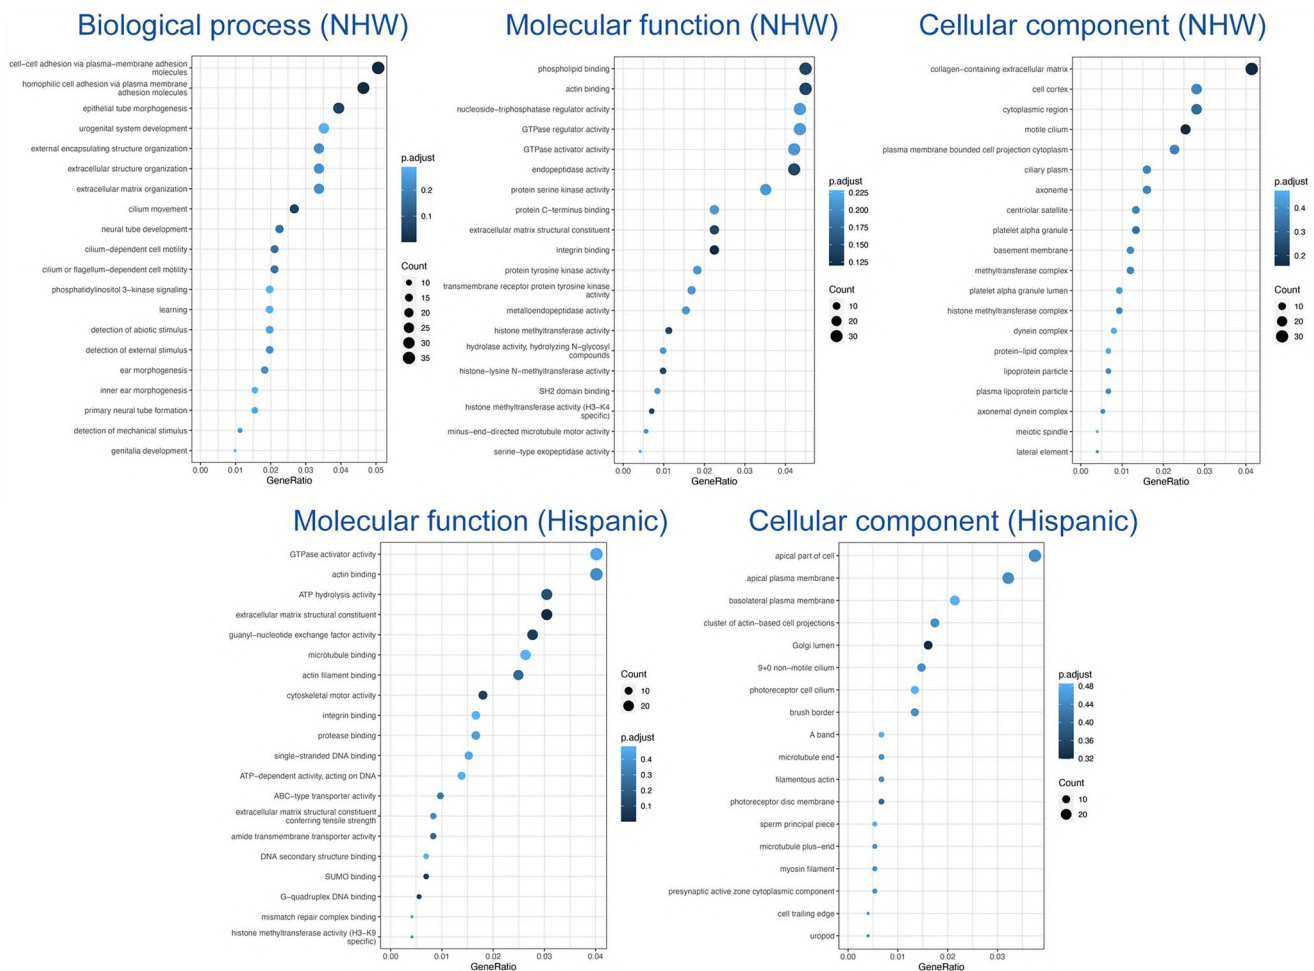 Biological process (NHW)
cell−cell adhesion via plasma−membrane adhesion
molecules
homophilic cell adhesion via plasma membrane
adhesion molecules
epithelial tube morphogenesis
urogenital system development
external encapsulating structure organization
extracellular structure organization
extracellular matrix organization
cilium movement
neural tube development
cilium−dependent cell motility
cilium or flagellum−dependent cell motility
phosphatidylinositol 3−kinase signaling
learning
detection of abiotic stimulus
detection of external stimulus
ear morphogenesis
inner ear morphogenesis
primary neural tube formation
detection of mechanical stimulus
genitalia development
0.00 0.01 0.02 0.03 0.04 0.05
GeneRatio
p.adjust
0.2
0.1
Count
10
15
20
25
30
35
Molecular function (NHW)
phospholipid binding
actin binding
nucleoside−triphosphatase regulator activity
GTPase regulator activity
GTPase activator activity
endopeptidase activity
protein serine kinase activity
protein C−terminus binding
extracellular matrix structural constituent
integrin binding
protein tyrosine kinase activity
transmembrane receptor protein tyrosine kinase
activity
metalloendopeptidase activity
histone methyltransferase activity
hydrolase activity, hydrolyzing N−glycosyl
compounds
histone−lysine N−methyltransferase activity
SH2 domain binding
histone methyltransferase activity (H3−K4
specific)
minus−end−directed microtubule motor activity
serine−type exopeptidase activity
0.00 0.01 0.02 0.03 0.04
GeneRatio
p.adjust
0.225
0.200
0.175
0.150
0.125
Count
10
20
30
Cellular component (NHW)
collagen−containing extracellular matrix
cell cortex
cytoplasmic region
motile cilium
plasma membrane bounded cell projection cytoplasm
ciliary plasm
axoneme
centriolar satellite
platelet alpha granule
basement membrane
methyltransferase complex
platelet alpha granule lumen
histone methyltransferase complex
dynein complex
protein−lipid complex
lipoprotein particle
plasma lipoprotein particle
axonemal dynein complex
meiotic spindle
lateral element
0.00 0.01 0.02 0.03 0.04
GeneRatio
p.adjust
0.4
0.3
0.2
Count
10
20
30
Molecular function (Hispanic)
GTPase activator activity
actin binding
ATP hydrolysis activity
extracellular matrix structural constituent
guanyl−nucleotide exchange factor activity
microtubule binding
actin filament binding
cytoskeletal motor activity
integrin binding
protease binding
single−stranded DNA binding
ATP−dependent activity, acting on DNA
ABC−type transporter activity
extracellular matrix structural constituent
conferring tensile strength
amide transmembrane transporter activity
DNA secondary structure binding
SUMO binding
G−quadruplex DNA binding
mismatch repair complex binding
histone methyltransferase activity (H3−K9
specific)
0.00 0.01 0.02 0.03 0.04
GeneRatio
Count
10
20
p.adjust
0.4
0.3
0.2
0.1
Cellular component (Hispanic)
apical part of cell
apical plasma membrane
basolateral plasma membrane
cluster of actin−based cell projections
Golgi lumen
9+0 non−motile cilium
photoreceptor cell cilium
brush border
A band
microtubule end
filamentous actin
photoreceptor disc membrane
sperm principal piece
microtubule plus−end
myosin filament
presynaptic active zone cytoplasmic component
cell trailing edge
uropod
0.00 0.01 0.02 0.03
GeneRatio
p.adjust
0.48
0.44
0.40
0.36
0.32
Count
10
20